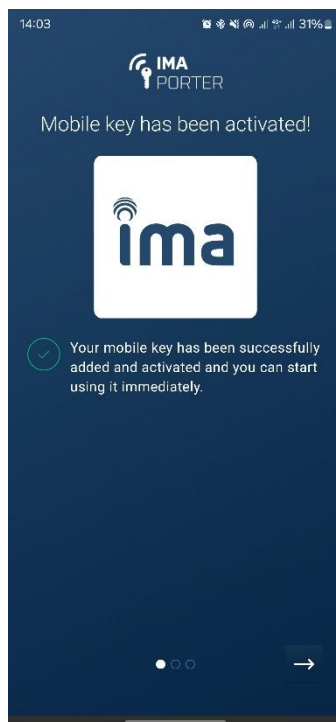 14:03
31%
IMA
PORTER
Mobile key has been activated!
ima
Your mobile key has been successfully
added and activated and you can start
using it immediately.